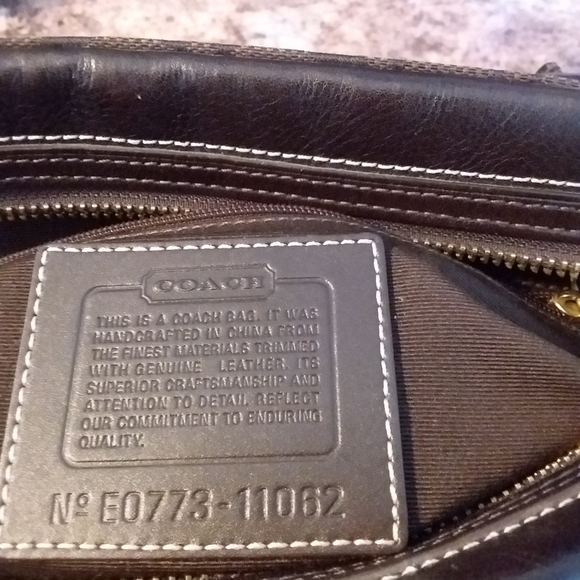 COACH
THIS IS A COACH BAG. IT WAS
HANDCRAFTED IN CHINA FROM
THE FINEST MATERIALS TRIMMED
WITH GENUINE LEATHER. ITS
SUPERIOR CRAFTSMANSHIP AND
ATTENTION TO DETAIL REFLECT
OUR COMMITMENT TO ENDURING
QUALITY.
Nº E0773-11062